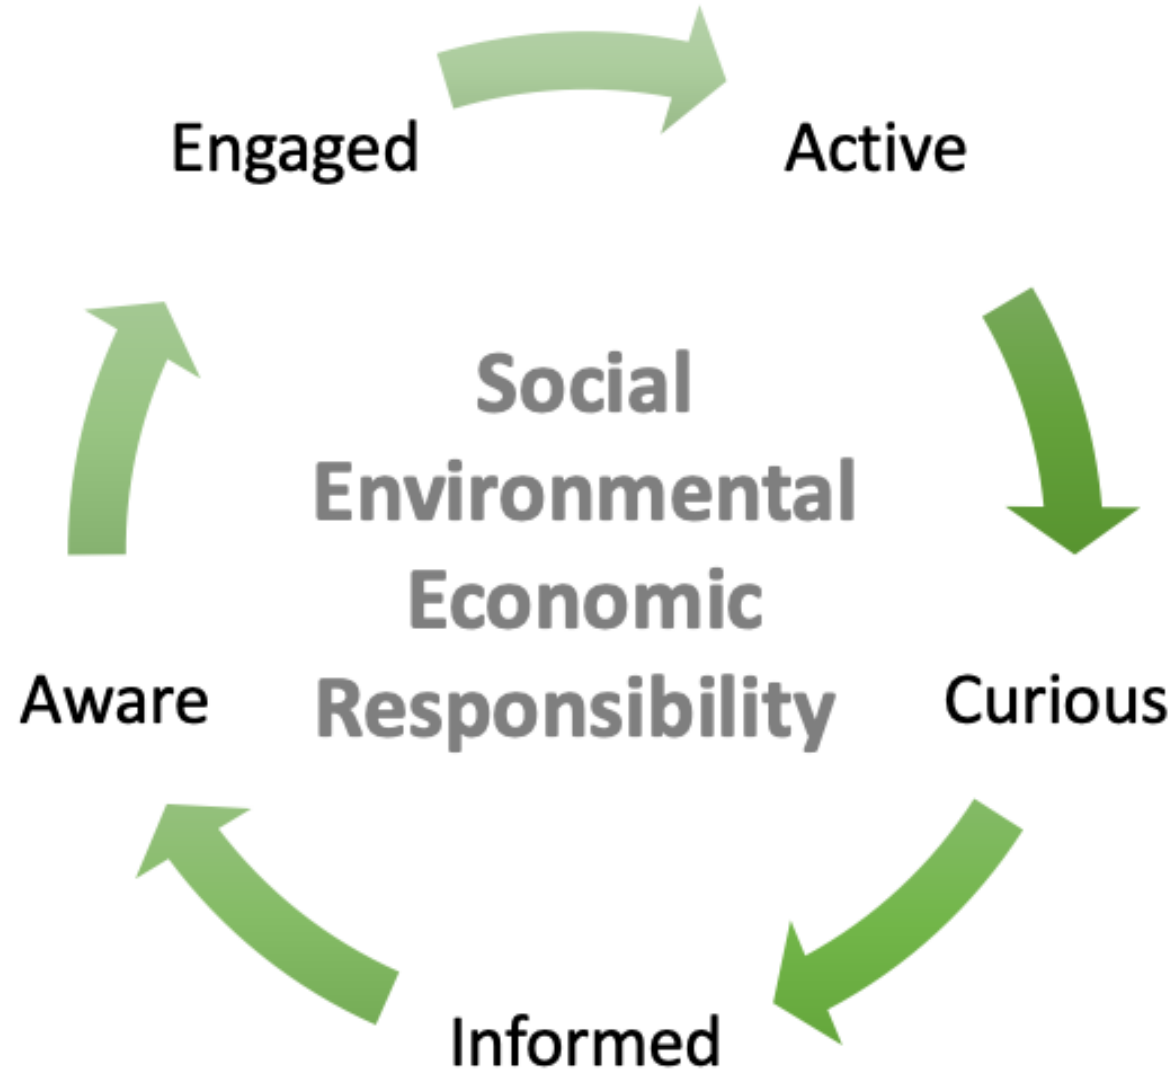 Engaged
Active
Social
Environmental
Economic
Aware
Responsibility
Curious
Informed